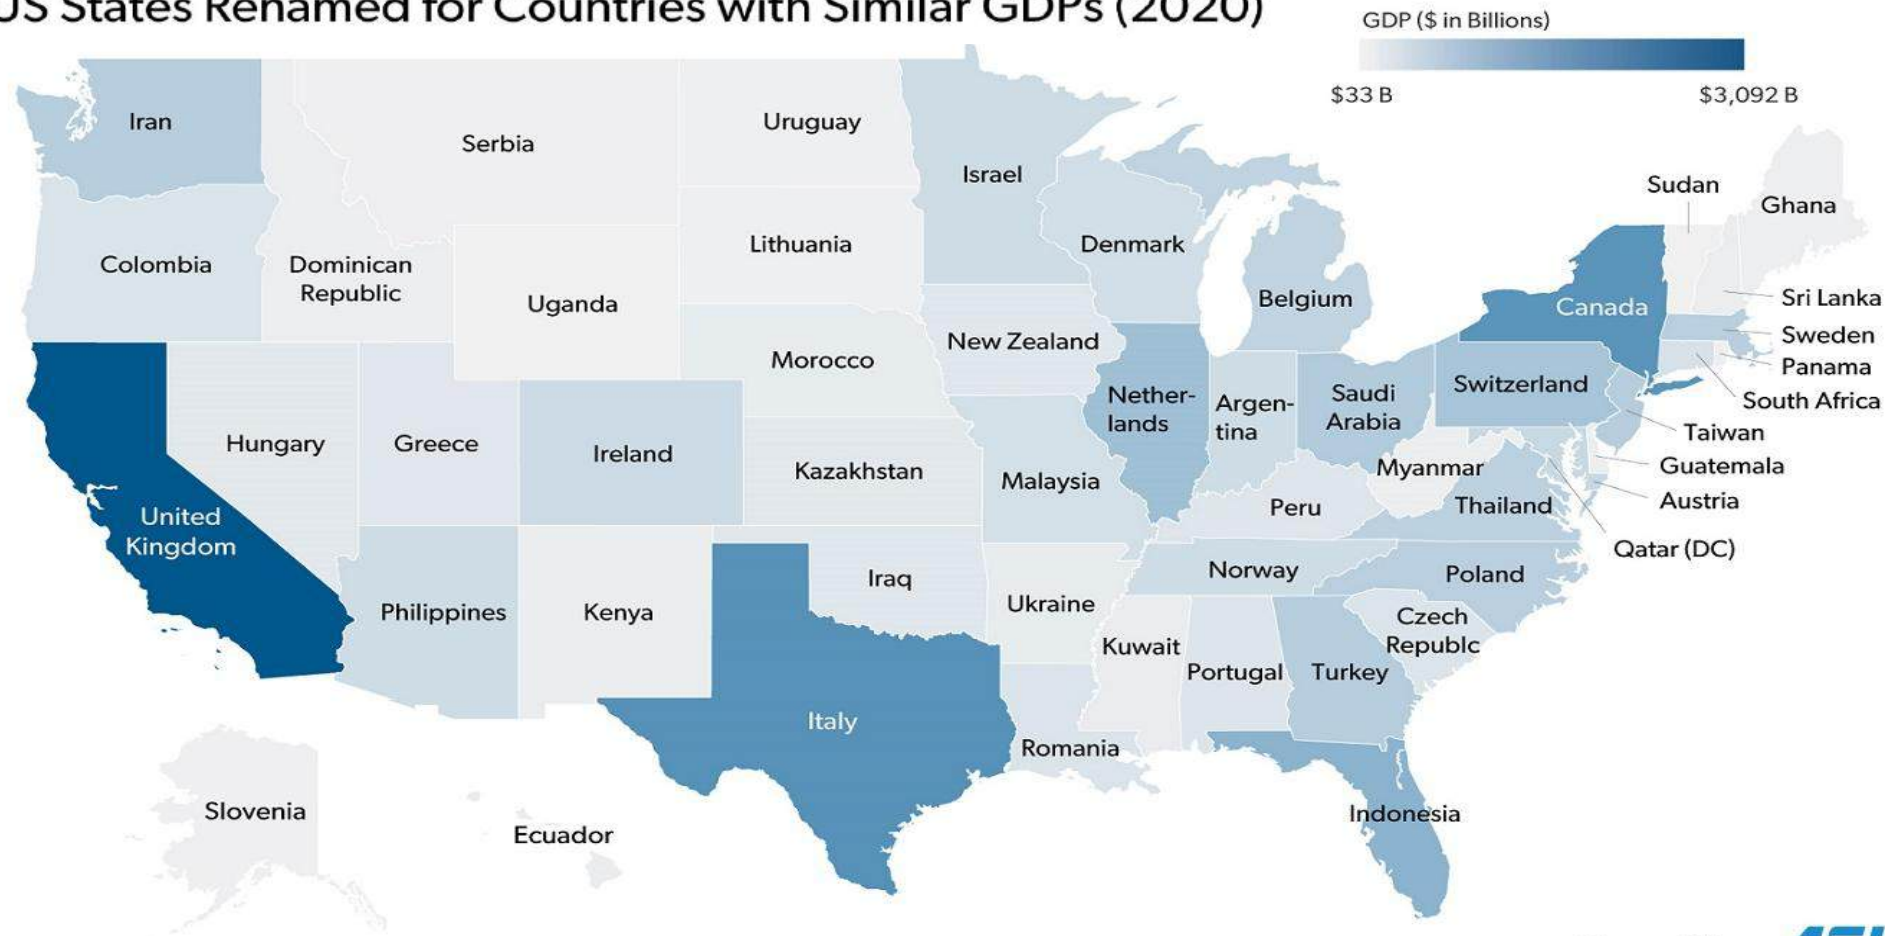 US States Renamed for Countries with Similar GDPs (2020)
GDP ($ in Billions)
$33 B
$3,092 B
Iran
Serbia
Uruguay
Israel
Sudan
Ghana
Colombia
Dominican
Republic
Uganda
Lithuania
Denmark
Belgium
Canada
Sri Lanka
Sweden
Panama
South Africa
Taiwan
Guatemala
Austria
Qatar (DC)
New Zealand
Morocco
Nether-
lands
Argen-
tina
Saudi
Arabia
Switzerland
Hungary
Greece
Ireland
Kazakhstan
Malaysia
Myanmar
Peru
Thailand
United
Kingdom
Philippines
Kenya
Iraq
Ukraine
Norway
Poland
Czech
Republc
Kuwait
Portugal
Turkey
Italy
Romania
Slovenia
Ecuador
Indonesia